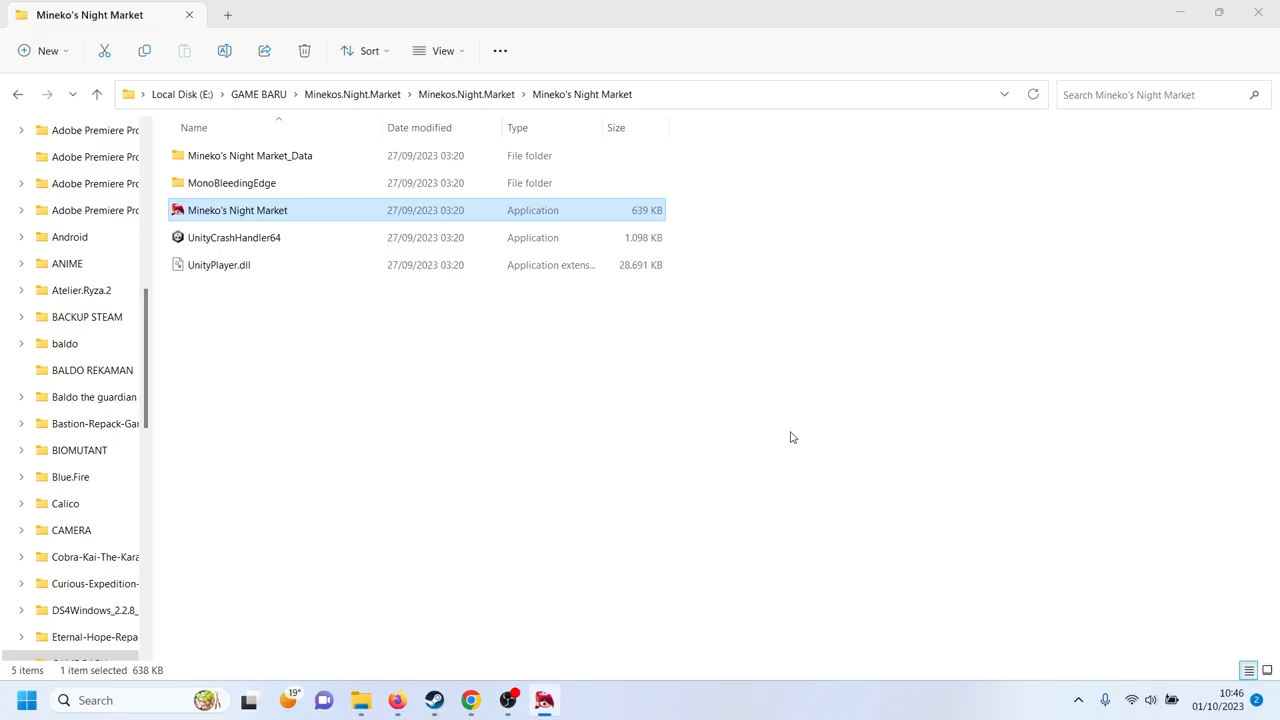 Mineko's Night Market
New
Sort
View
Local Disk (E:) > GAME BARU > Minekos.Night.Market > Minekos.Night.Market > Mineko's Night Market
Search Mineko's Night Market
Name Date modified Type Size
Adobe Premiere Pro
Adobe Premiere Pro
Adobe Premiere Pro
Adobe Premiere Pro
Android
ANIME
Atelier.Ryza.2
BACKUP STEAM
baldo
BALDO REKAMAN
Baldo the guardian
Bastion-Repack-Ga
BIOMUTANT
Blue.Fire
Calico
CAMERA
Cobra-Kai-The-Kara
Curious-Expedition-
DS4Windows_2.2.8_
Eternal-Hope-Repa
Mineko's Night Market_Data 27/09/2023 03:20 File folder
MonoBleedingEdge 27/09/2023 03:20 File folder
Mineko's Night Market 27/09/2023 03:20 Application 639 KB
UnityCrashHandler64 27/09/2023 03:20 Application 1.098 KB
UnityPlayer.dll 27/09/2023 03:20 Application extens... 28.691 KB
5 items 1 item selected 638 KB
Search
19°
10:46
01/10/2023
2